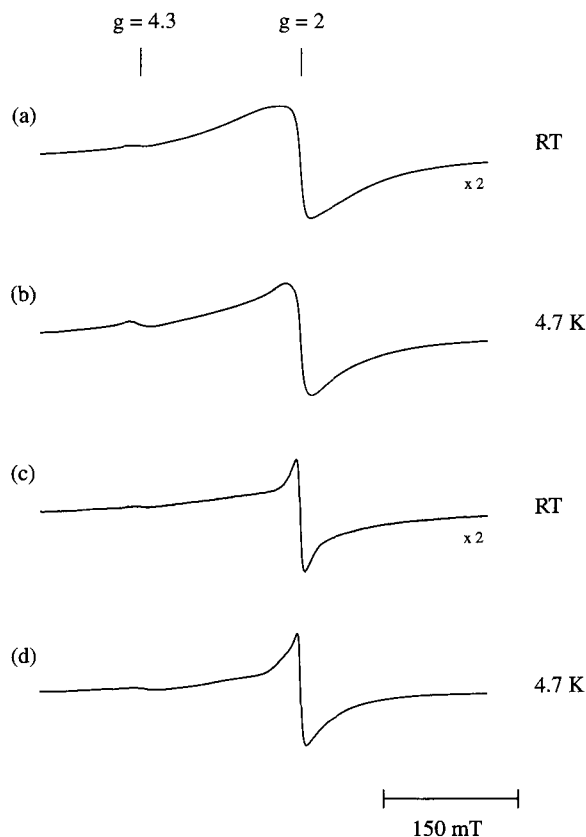 g = 4.3 g = 2
(a) RT
x 2
(b) 4.7 K
(c) RT
x 2
(d) 4.7 K
150 mT